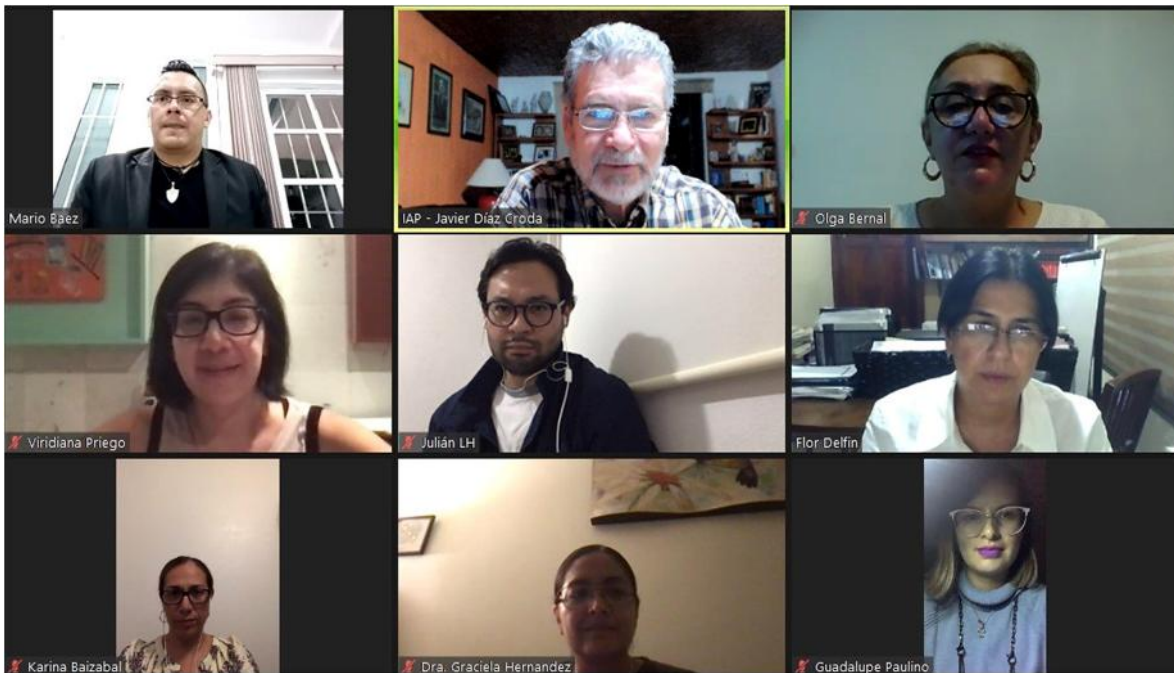 Mario Baez
IAP - Javier Díaz Croda
Olga Bernal
Viridiana Priego
Julián LH
Flor Delfin
Karina Baizabal
Dra. Graciela Hernandez
Guadalupe Paulino